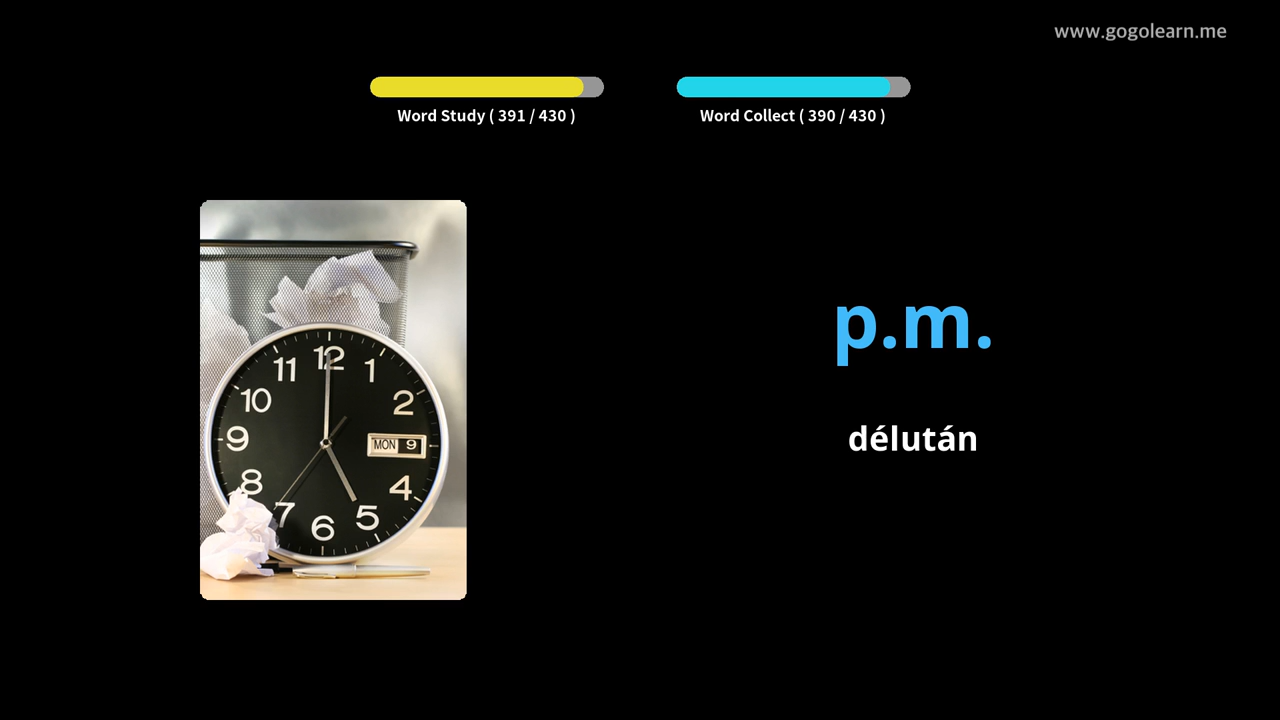 www.gogolearn.me
Word Study ( 391 / 430 )
Word Collect ( 390 / 430 )
12
11
1
10
2
9
MON 9
8
4
7
5
6
p.m.
délután